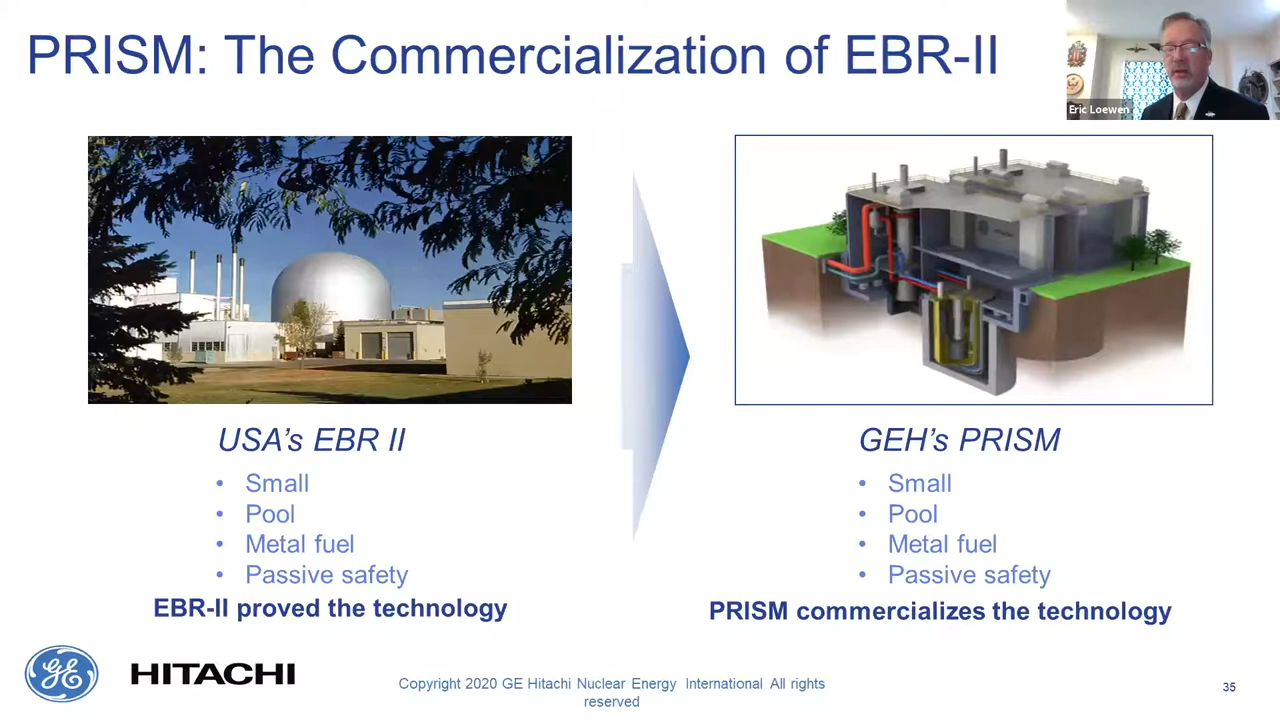 PRISM: The Commercialization of EBR-II
Eric Loewen
HITACHI
USA's EBR II
• Small
• Pool
• Metal fuel
• Passive safety
EBR-II proved the technology
GEH's PRISM
• Small
• Pool
• Metal fuel
• Passive safety
PRISM commercializes the technology
GE
HITACHI
Copyright 2020 GE Hitachi Nuclear Energy International All rights
reserved
35